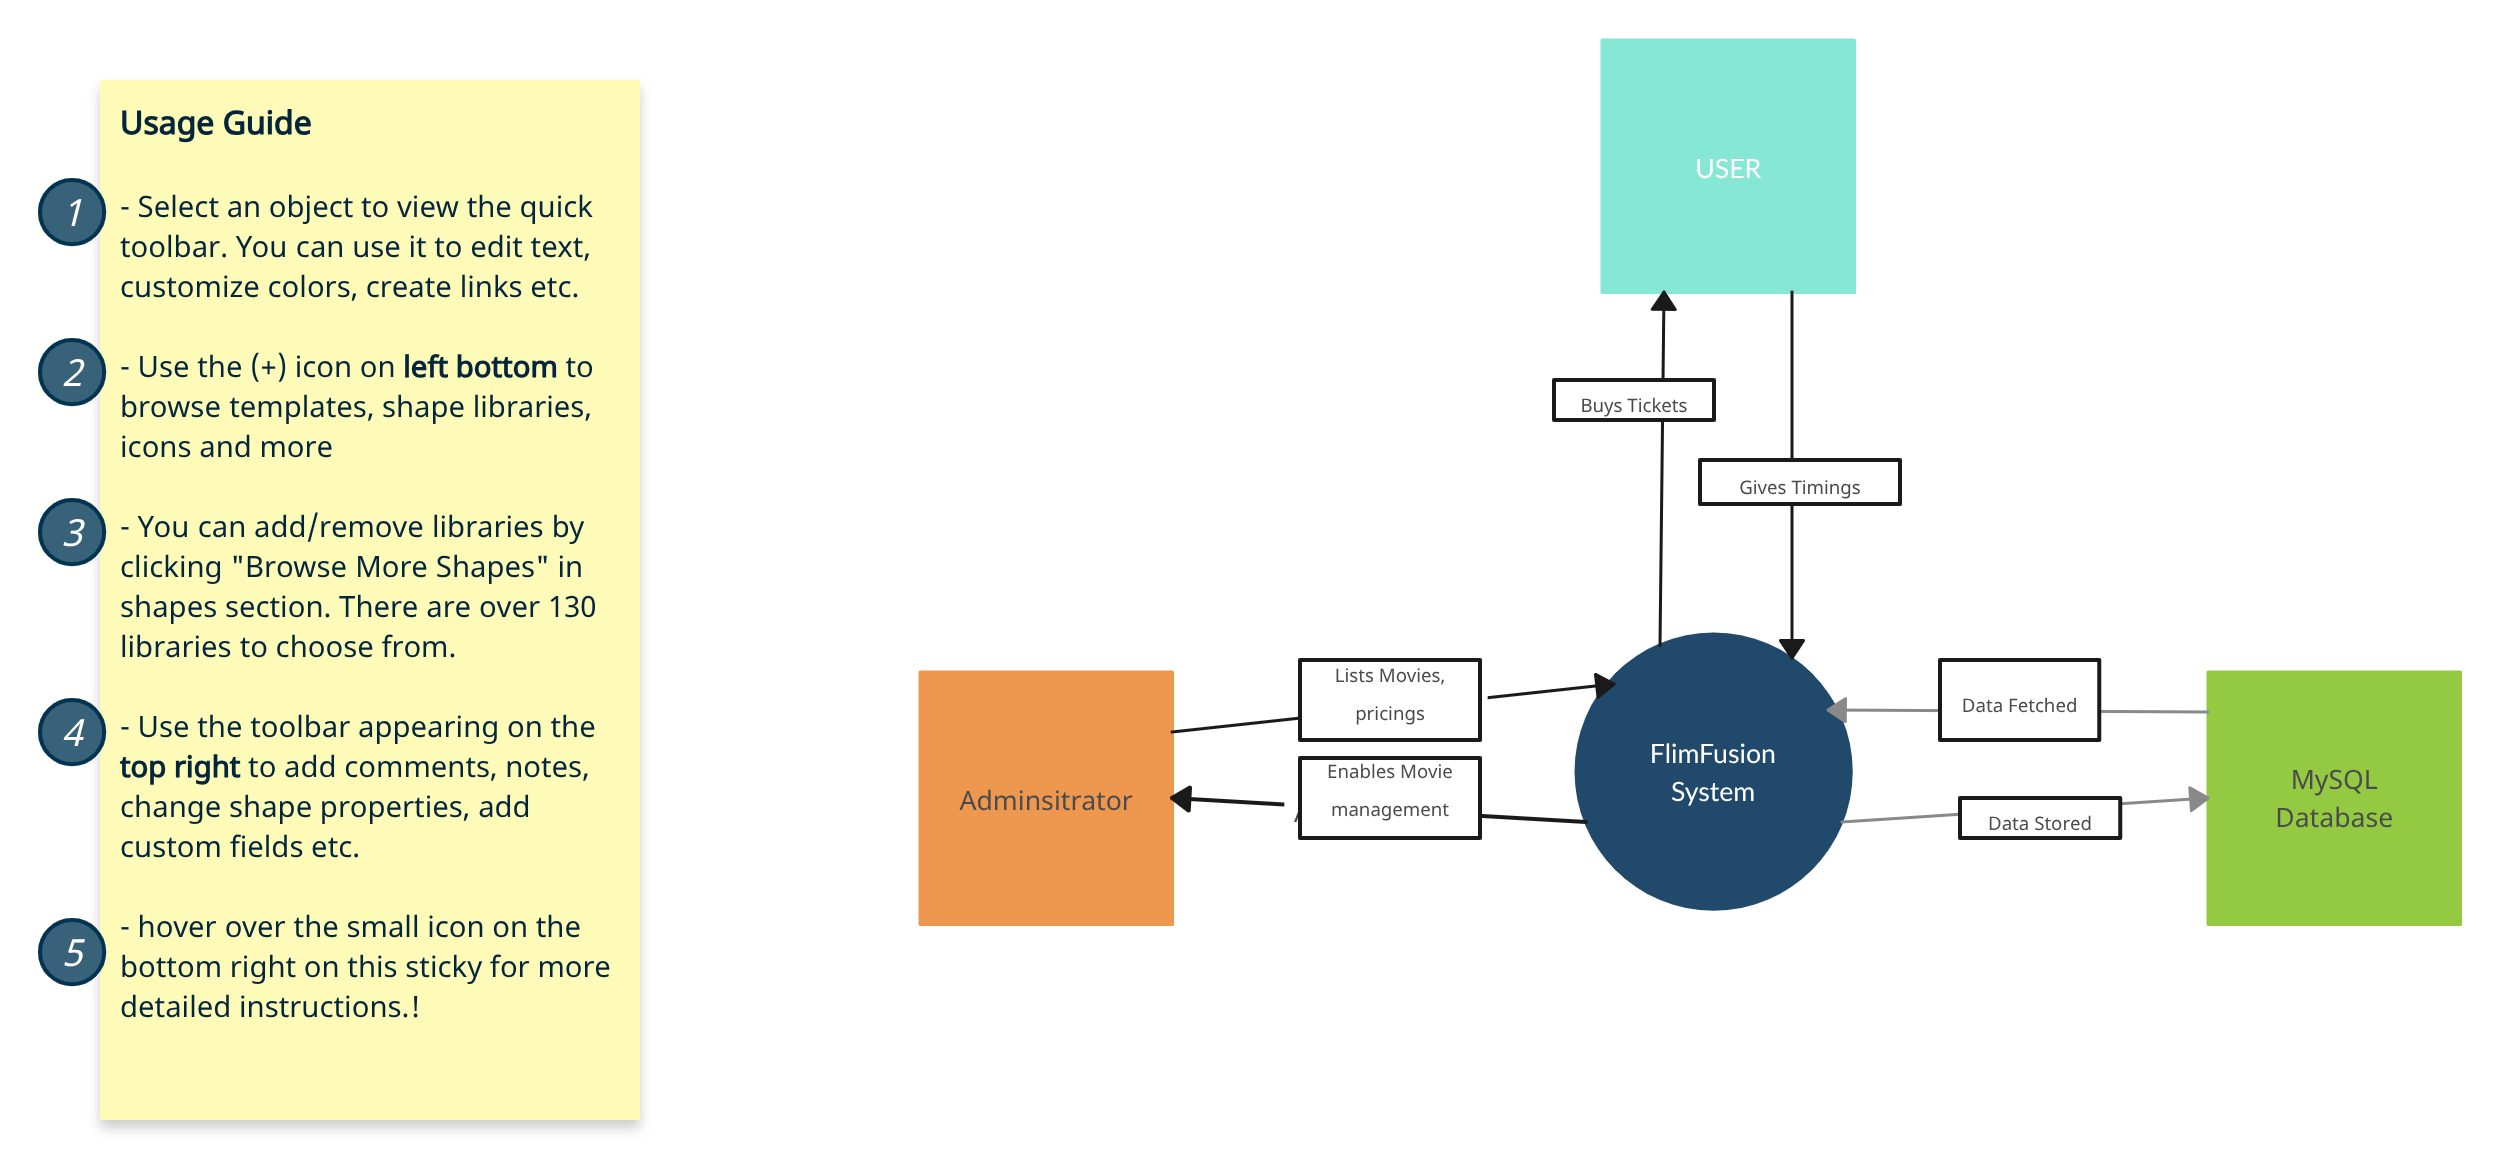 Usage Guide
1
- Select an object to view the quick
toolbar. You can use it to edit text,
customize colors, create links etc.
2
- Use the (+) icon on left bottom to
browse templates, shape libraries,
icons and more
3
- You can add/remove libraries by
clicking "Browse More Shapes" in
shapes section. There are over 130
libraries to choose from.
4
- Use the toolbar appearing on the
top right to add comments, notes,
change shape properties, add
custom fields etc.
5
- hover over the small icon on the
bottom right on this sticky for more
detailed instructions.!
USER
Buys Tickets
Gives Timings
Lists Movies,
pricings
Enables Movie
management
Adminsitrator
FlimFusion
System
Data Fetched
Data Stored
MySQL
Database